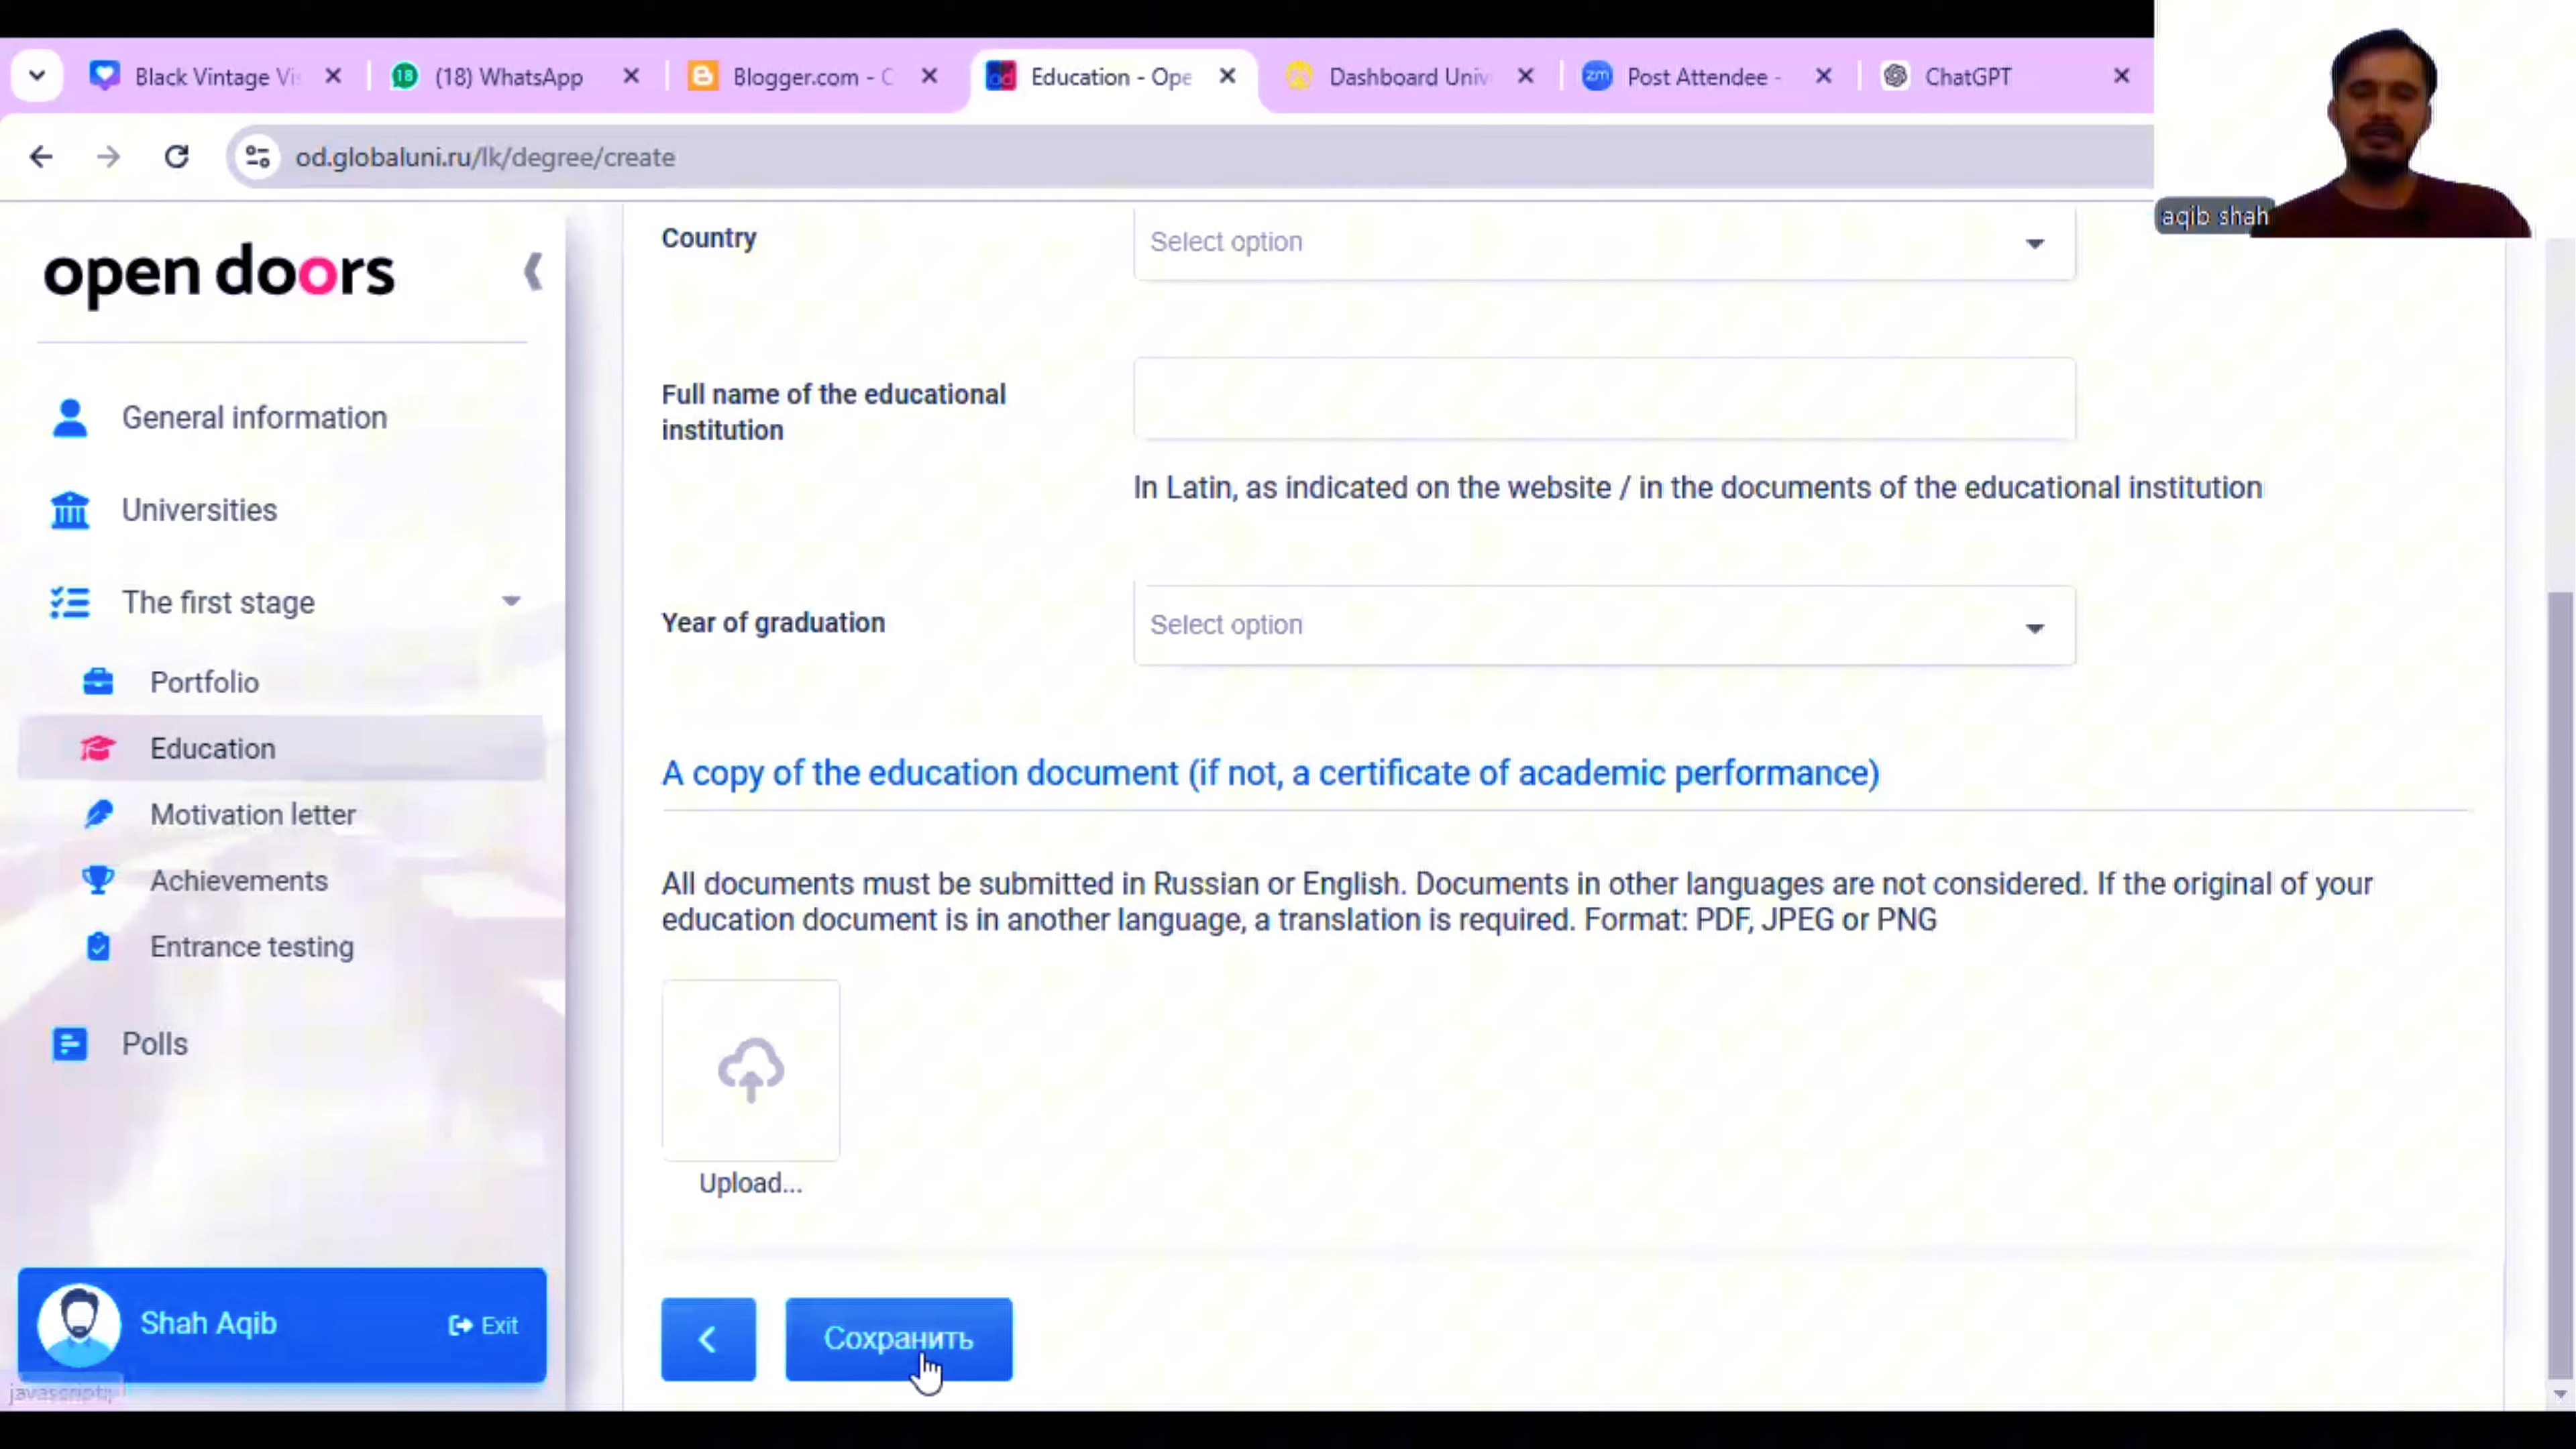 Black Vintage Vi
(18) WhatsApp
Blogger.com - C
Education - Ope
Dashboard Univ
Post Attendee -
ChatGPT
od.globaluni.ru/lk/degree/create
aqib shah
open doors
General information
Universities
The first stage
Portfolio
Education
Motivation letter
Achievements
Entrance testing
Polls
Shah Aqib
Exit
javascript:;
Country
Select option
Full name of the educational
institution
In Latin, as indicated on the website / in the documents of the educational institution
Year of graduation
Select option
A copy of the education document (if not, a certificate of academic performance)
All documents must be submitted in Russian or English. Documents in other languages are not considered. If the original of your
education document is in another language, a translation is required. Format: PDF, JPEG or PNG
Upload...
Сохранить